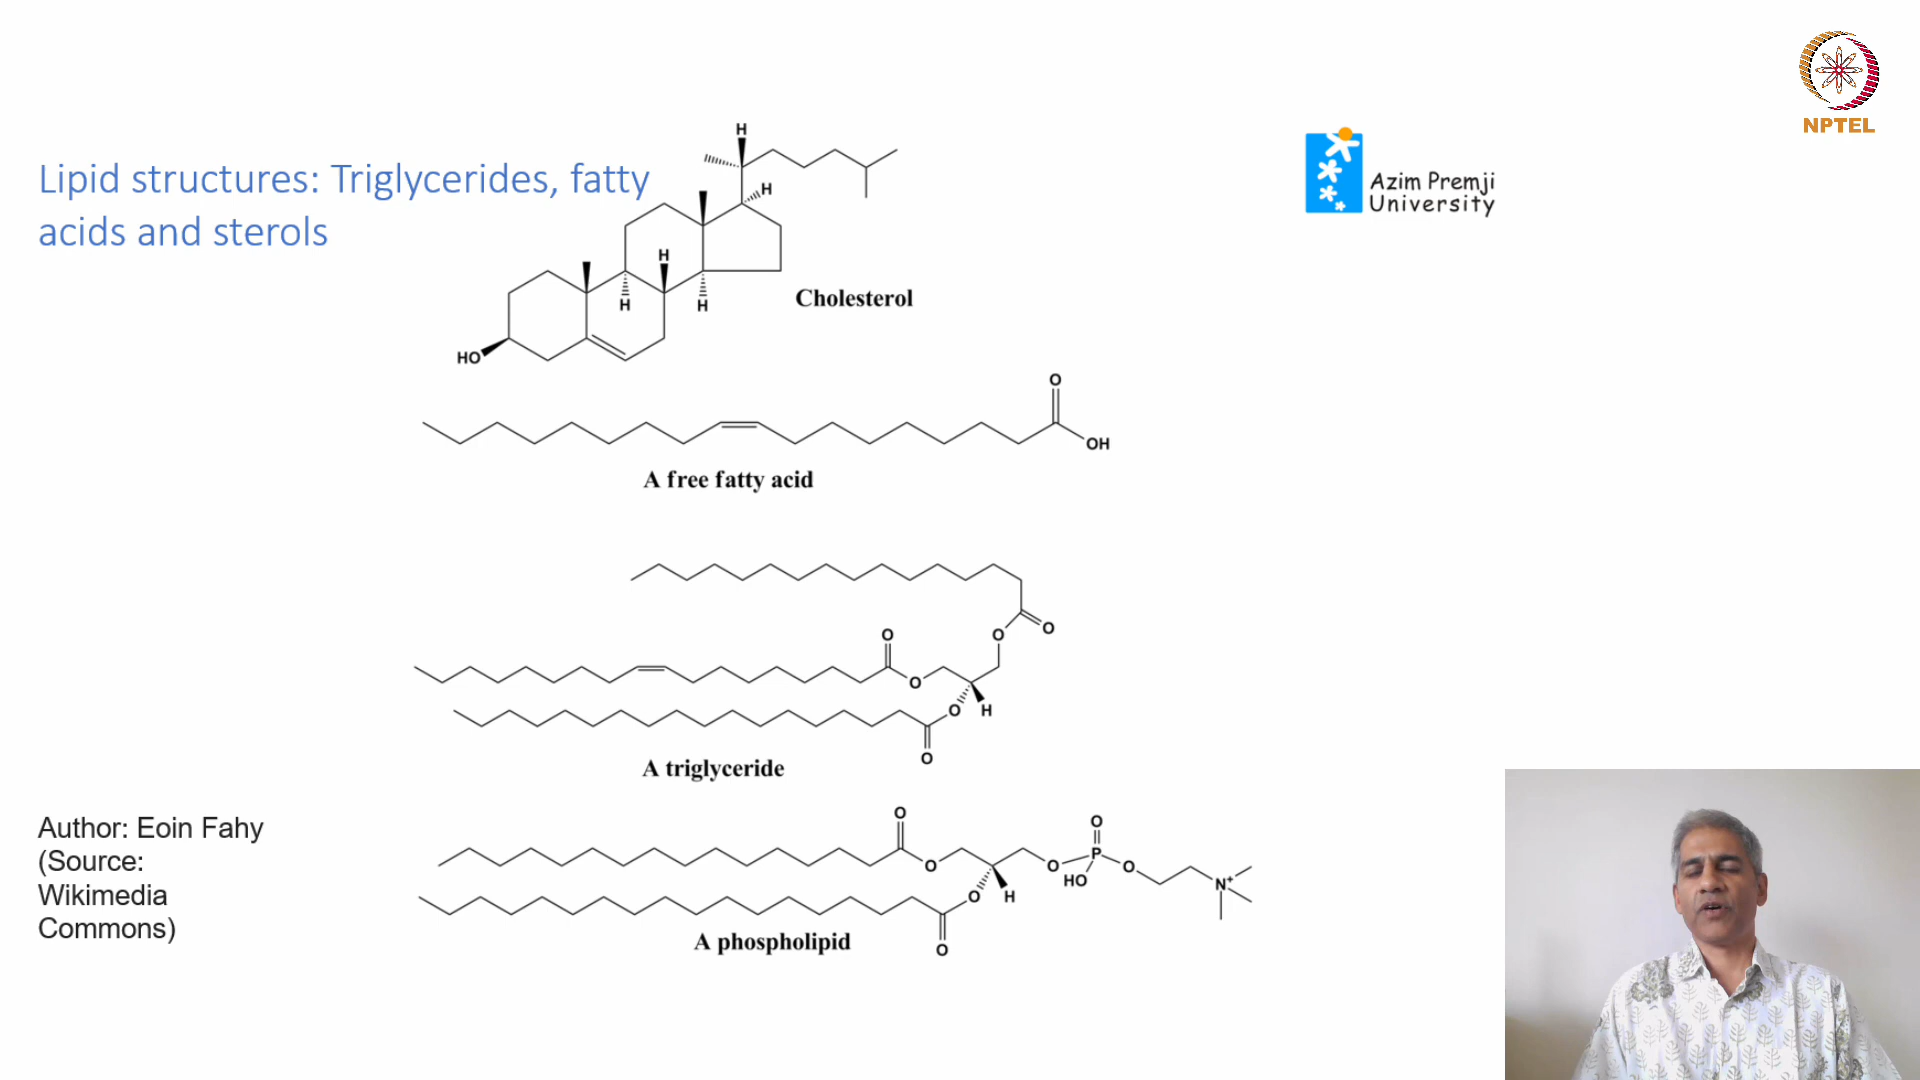 NPTEL
Azim Premji
University
Lipid structures: Triglycerides, fatty
acids and sterols
H
H
H
H
H
HO
Cholesterol
O
OH
A free fatty acid
O
O
O
O
O
H
O
A triglyceride
Author: Eoin Fahy
(Source:
Wikimedia
Commons)
O
O
O
P
O
HO
O
N+
O
H
O
A phospholipid